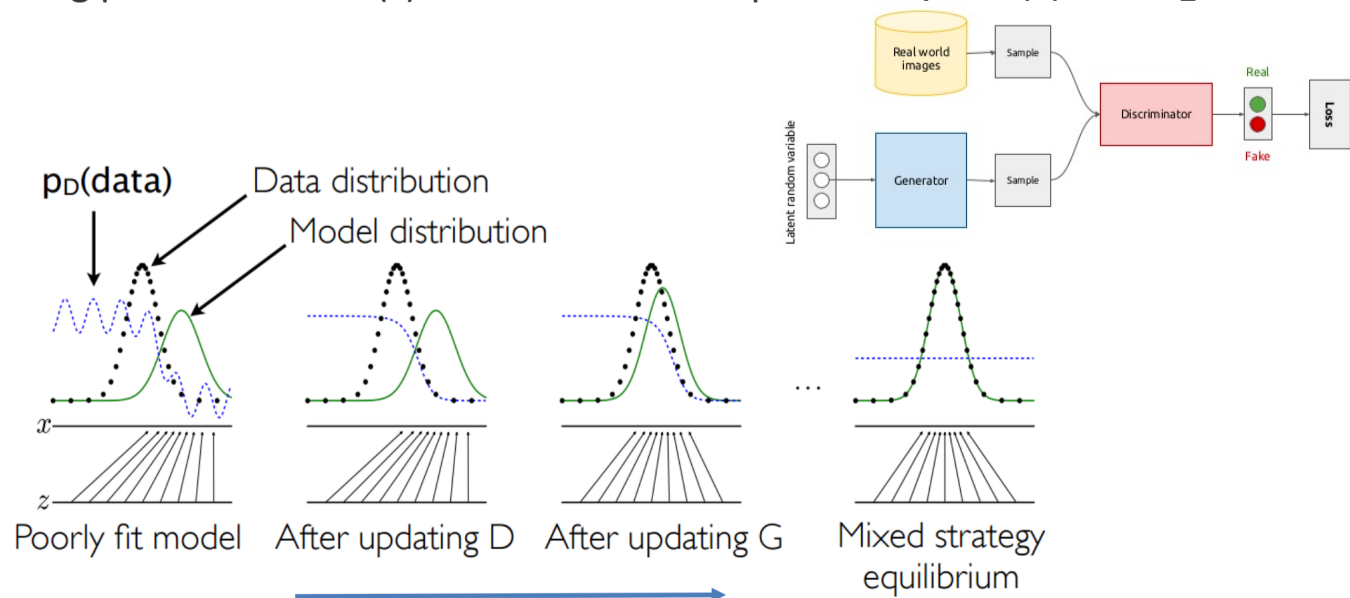 Real world
images
Sample
Real
Discriminator
Loss
Fake
Latent random variable
Generator
Sample
pD(data)
Data distribution
Model distribution
...
x
z
Poorly fit model
After updating D
After updating G
Mixed strategy
equilibrium